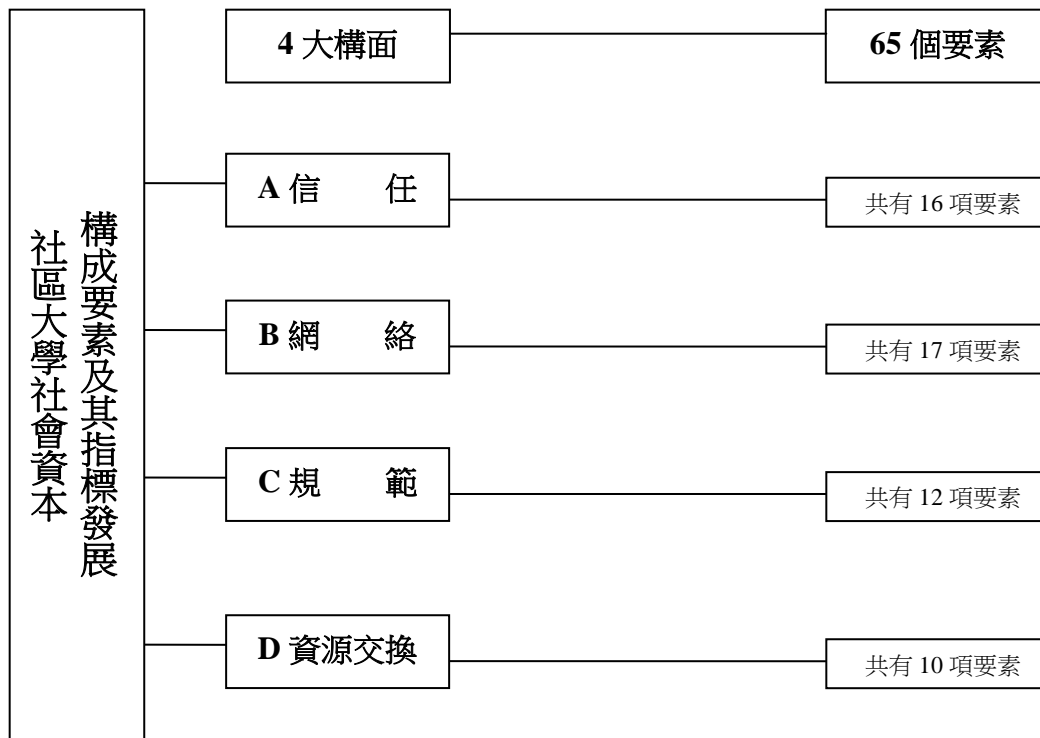 社區大學社會資本
構成要素及其指標發展
4 大構面
65 個要素
A 信 任
共有 16 項要素
B 網 絡
共有 17 項要素
C 規 範
共有 12 項要素
D 資源交換
共有 10 項要素